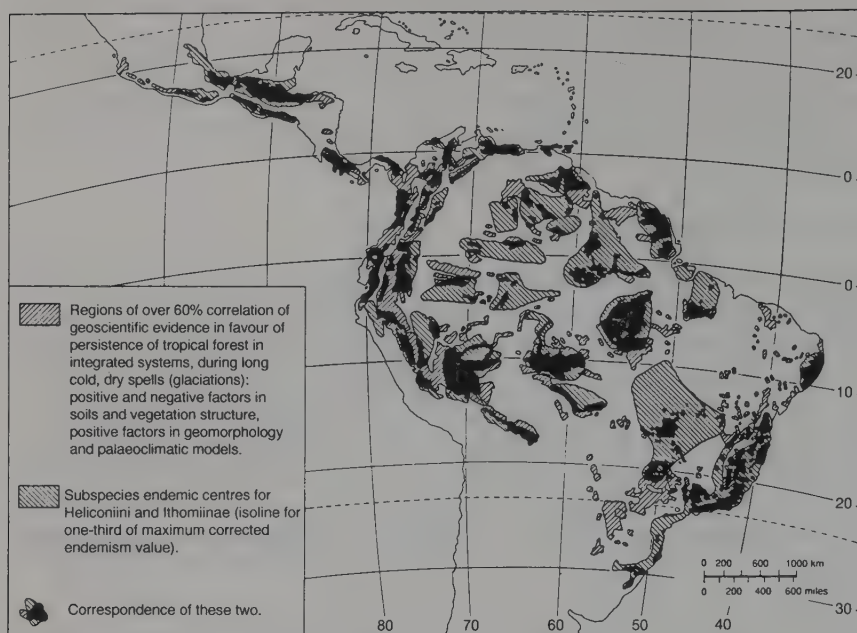 20
0
0
10
20
30
Regions of over 60% correlation of
geoscientific evidence in favour of
persistence of tropical forest in
integrated systems, during long
cold, dry spells (glaciations):
positive and negative factors in
soils and vegetation structure,
positive factors in geomorphology
and palaeoclimatic models.
Subspecies endemic centres for
Heliconiini and Ithomiinae (isoline for
one-third of maximum corrected
endemism value).
Correspondence of these two.
0 200 600 1000 km
0 200 400 600 miles
80 70 60 50 40